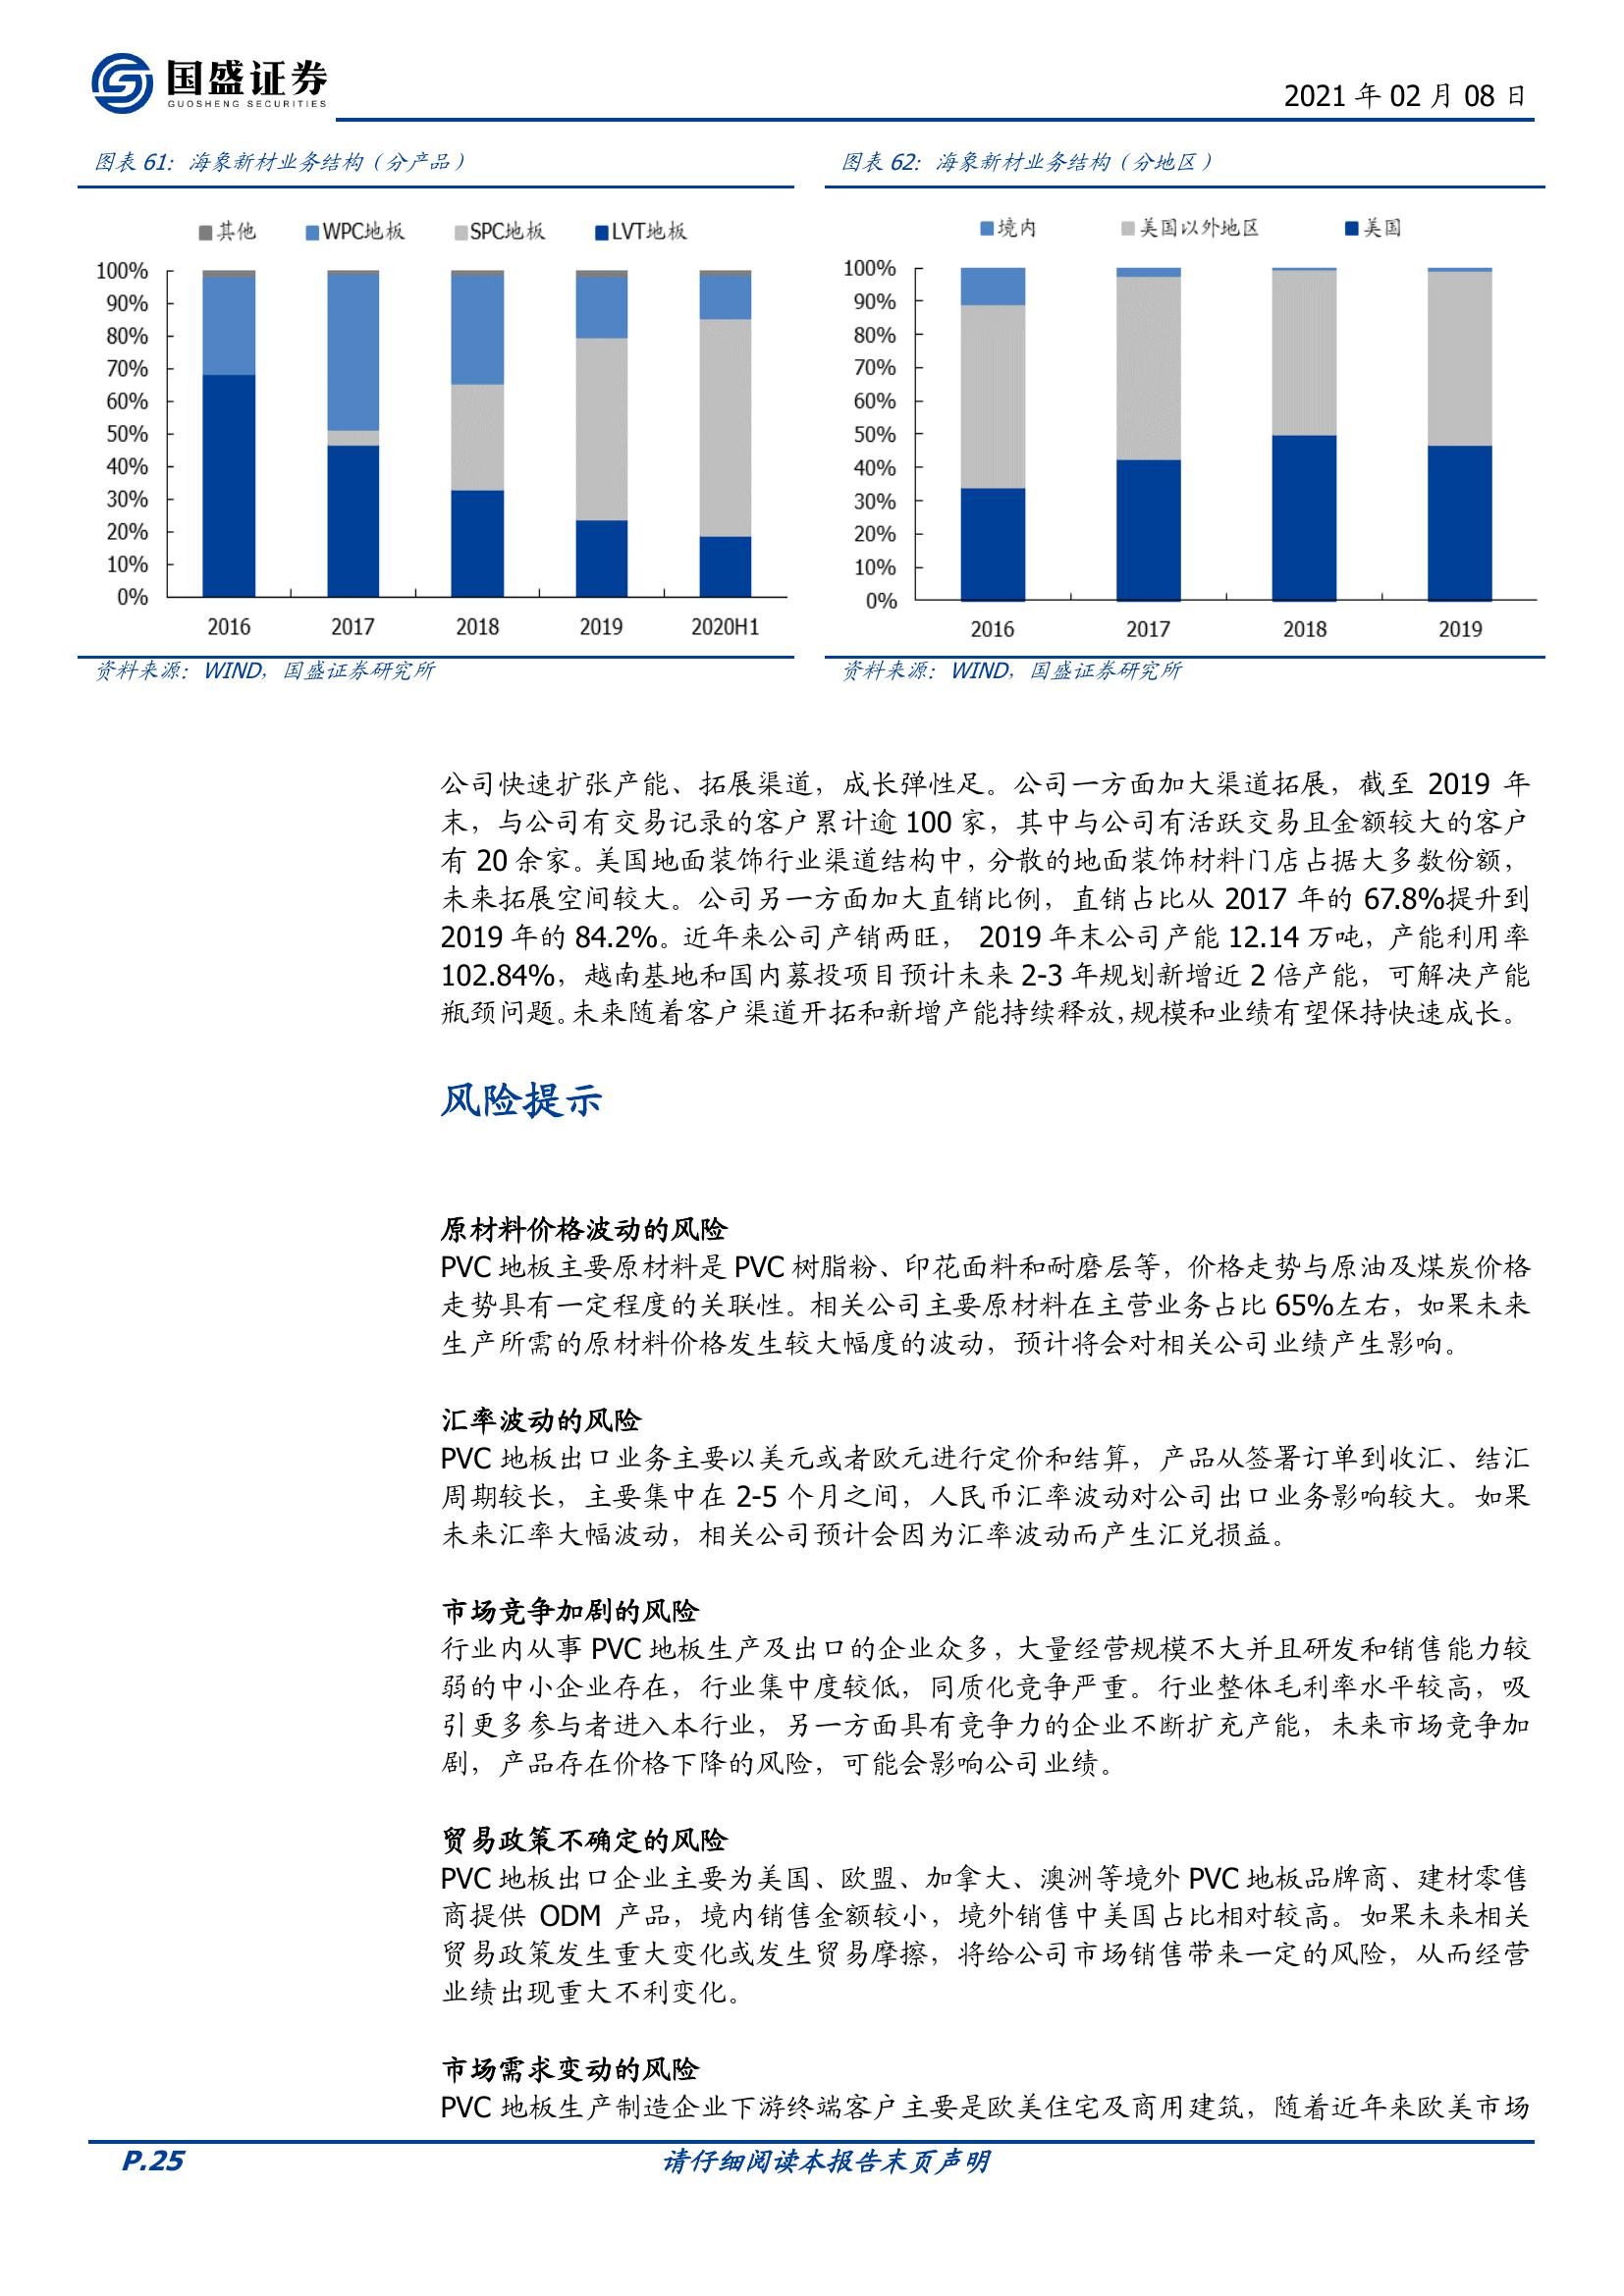 国盛证券
GUOSHENG SECURITIES
2021 年 02 月 08 日
图表 61：海象新材业务结构（分产品）
其他 WPC地板 SPC地板 LVT地板
100%
90%
80%
70%
60%
50%
40%
30%
20%
10%
0%
2016 2017 2018 2019 2020H1
资料来源：WIND，国盛证券研究所
图表 62：海象新材业务结构（分地区）
境内 美国以外地区 美国
100%
90%
80%
70%
60%
50%
40%
30%
20%
10%
0%
2016 2017 2018 2019
资料来源：WIND，国盛证券研究所
公司快速扩张产能、拓展渠道，成长弹性足。公司一方面加大渠道拓展，截至 2019 年
末，与公司有交易记录的客户累计逾 100 家，其中与公司有活跃交易且金额较大的客户
有 20 余家。美国地面装饰行业渠道结构中，分散的地面装饰材料门店占据大多数份额，
未来拓展空间较大。公司另一方面加大直销比例，直销占比从 2017 年的 67.8%提升到
2019 年的 84.2%。近年来公司产销两旺， 2019 年末公司产能 12.14 万吨，产能利用率
102.84%，越南基地和国内募投项目预计未来 2-3 年规划新增近 2 倍产能，可解决产能
瓶颈问题。未来随着客户渠道开拓和新增产能持续释放，规模和业绩有望保持快速成长。
风险提示
原材料价格波动的风险
PVC 地板主要原材料是 PVC 树脂粉、印花面料和耐磨层等，价格走势与原油及煤炭价格
走势具有一定程度的关联性。相关公司主要原材料在主营业务占比 65%左右，如果未来
生产所需的原材料价格发生较大幅度的波动，预计将会对相关公司业绩产生影响。
汇率波动的风险
PVC 地板出口业务主要以美元或者欧元进行定价和结算，产品从签署订单到收汇、结汇
周期较长，主要集中在 2-5 个月之间，人民币汇率波动对公司出口业务影响较大。如果
未来汇率大幅波动，相关公司预计会因为汇率波动而产生汇兑损益。
市场竞争加剧的风险
行业内从事 PVC 地板生产及出口的企业众多，大量经营规模不大并且研发和销售能力较
弱的中小企业存在，行业集中度较低，同质化竞争严重。行业整体毛利率水平较高，吸
引更多参与者进入本行业，另一方面具有竞争力的企业不断扩充产能，未来市场竞争加
剧，产品存在价格下降的风险，可能会影响公司业绩。
贸易政策不确定的风险
PVC 地板出口企业主要为美国、欧盟、加拿大、澳洲等境外 PVC 地板品牌商、建材零售
商提供 ODM 产品，境内销售金额较小，境外销售中美国占比相对较高。如果未来相关
贸易政策发生重大变化或发生贸易摩擦，将给公司市场销售带来一定的风险，从而经营
业绩出现重大不利变化。
市场需求变动的风险
PVC 地板生产制造企业下游终端客户主要是欧美住宅及商用建筑，随着近年来欧美市场
P.25
请仔细阅读本报告末页声明